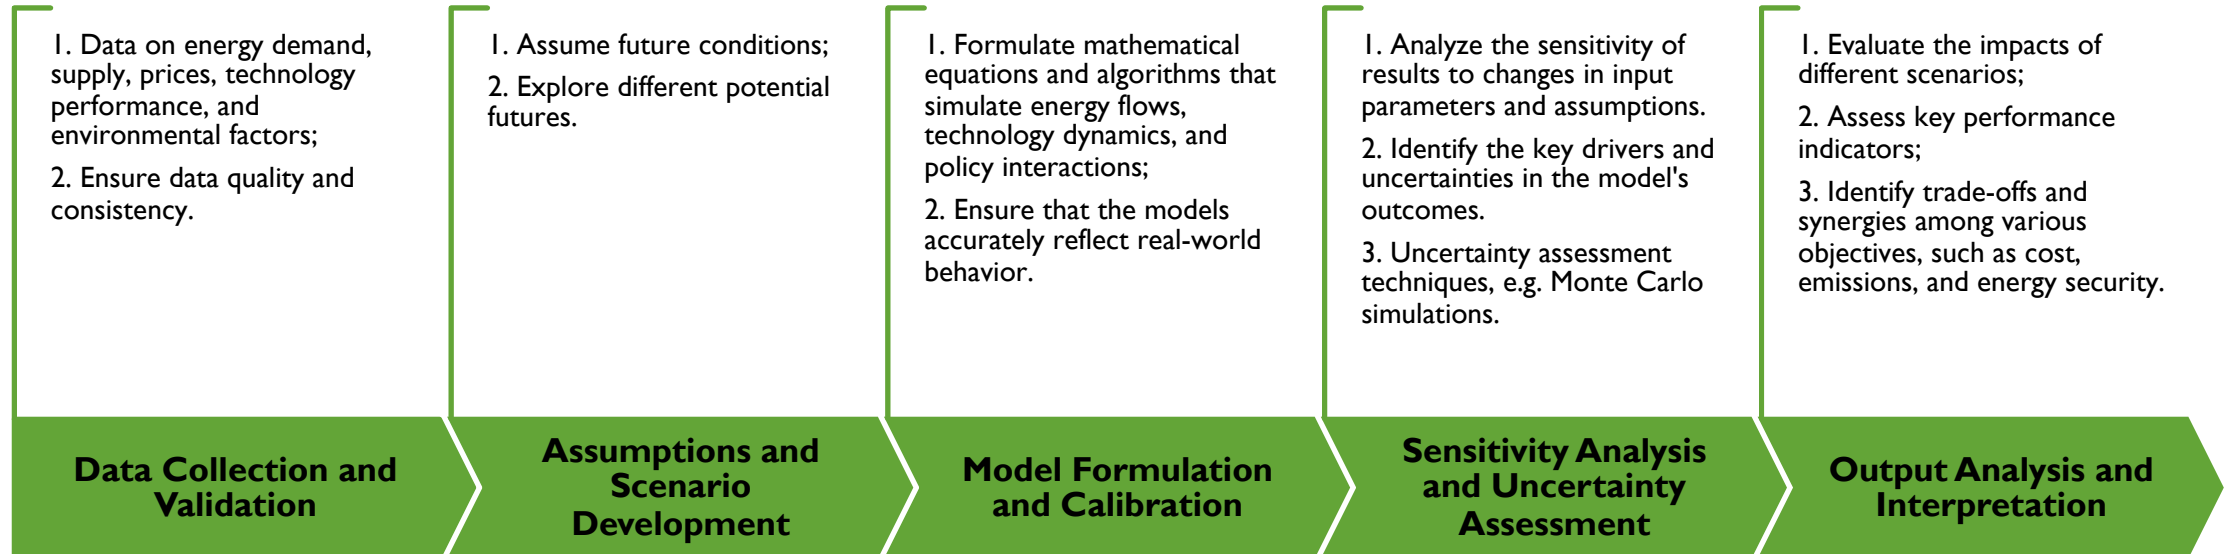 1. Data on energy demand,
supply, prices, technology
performance, and
environmental factors;
2. Ensure data quality and
consistency.
1. Assume future conditions;
2. Explore different potential
futures.
1. Formulate mathematical
equations and algorithms that
simulate energy flows,
technology dynamics, and
policy interactions;
2. Ensure that the models
accurately reflect real-world
behavior.
1. Analyze the sensitivity of
results to changes in input
parameters and assumptions.
2. Identify the key drivers and
uncertainties in the model's
outcomes.
3. Uncertainty assessment
techniques, e.g. Monte Carlo
simulations.
1. Evaluate the impacts of
different scenarios;
2. Assess key performance
indicators;
3. Identify trade-offs and
synergies among various
objectives, such as cost,
emissions, and energy security.
Data Collection and
Validation
Assumptions and
Scenario
Development
Model Formulation
and Calibration
Sensitivity Analysis
and Uncertainty
Assessment
Output Analysis and
Interpretation